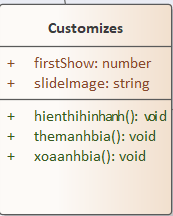 Customizes
+ firstShow: number
+ slideImage: string
+ hienthihinhanh(): void
+ themanhbia(): void
+ xoaanhbia(): void